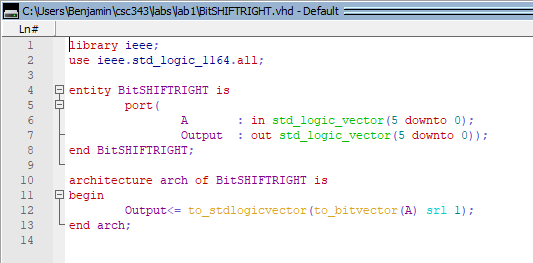 C:\Users\Benjamin\csc343\labs\lab1\BitSHIFTRIGHT.vhd - Default
Ln#
1 library ieee;
2 use ieee.std_logic_1164.all;
3
4 entity BitSHIFTRIGHT is
5 port(
6 A : in std_logic_vector(5 downto 0);
7 Output : out std_logic_vector(5 downto 0));
8 end BitSHIFTRIGHT;
9
10 architecture arch of BitSHIFTRIGHT is
11 begin
12 Output<= to_stdlogicvector(to_bitvector(A) srl 1);
13 end arch;
14